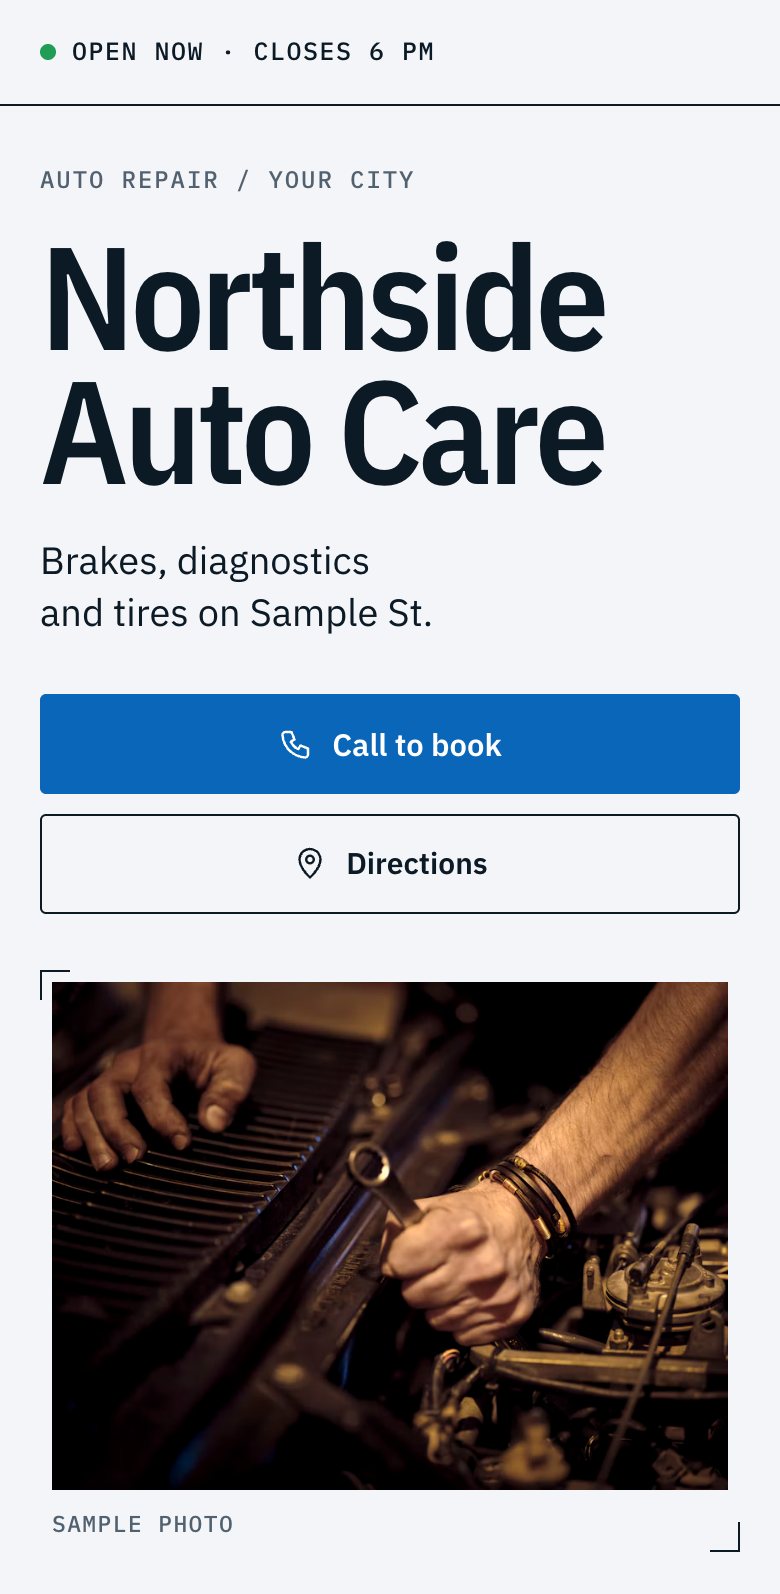 OPEN NOW · CLOSES 6 PM
AUTO REPAIR / YOUR CITY
Northside
Auto Care
Brakes, diagnostics
and tires on Sample St.
Call to book
Directions
SAMPLE PHOTO